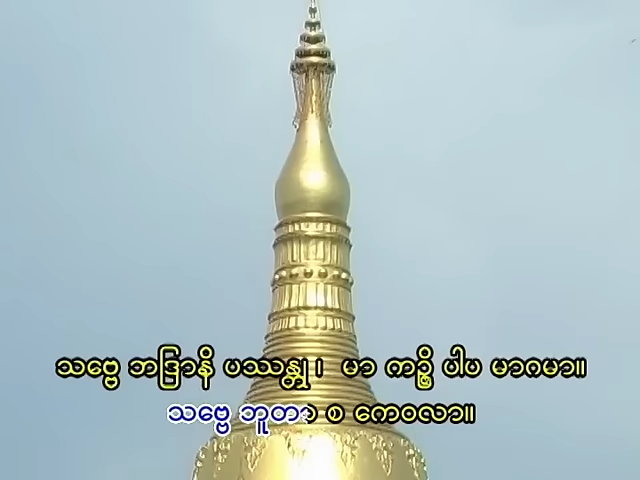 သဗ္ဗေ ဘဒြာနိ ပဿန္တု ၊ မာ ကဉ္စိ ပါပ မာဂမာ။
သဗ္ဗေ ဘူတာ စ ကေဝလာ။